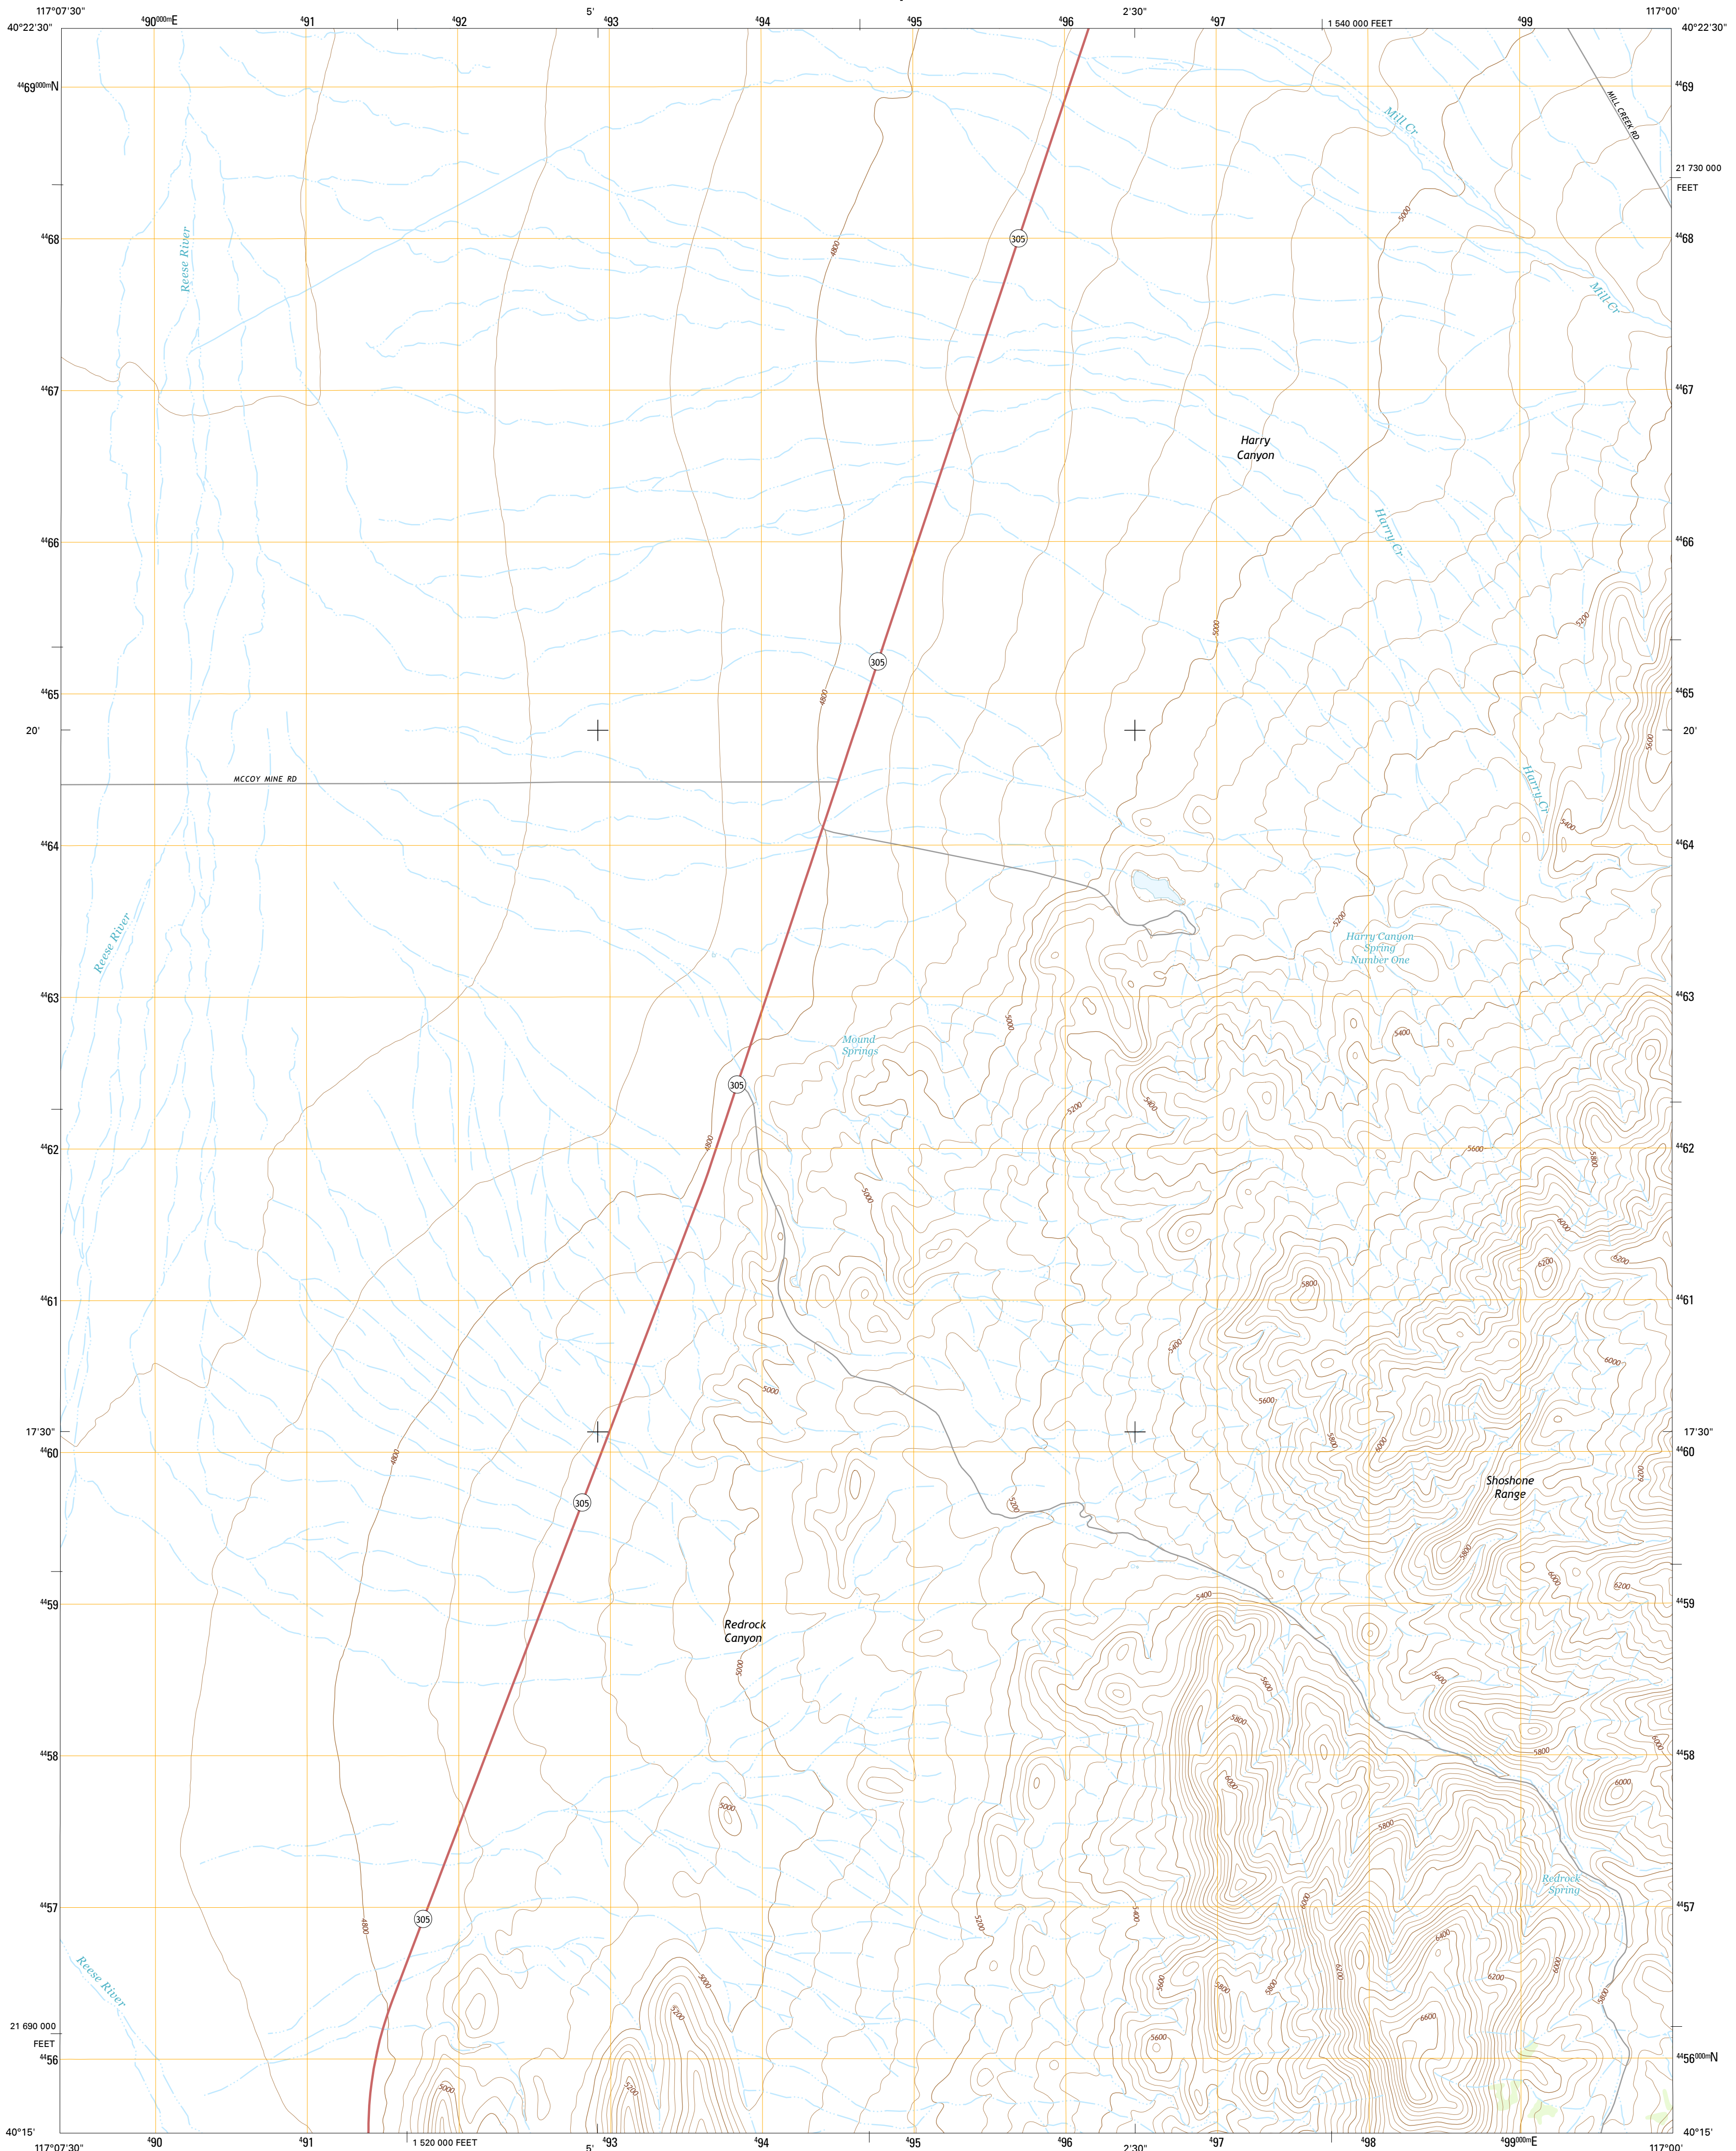 117°07'30" ⁴90⁰⁰⁰ᵐE ⁴91 ⁴92 5' ⁴94 ⁴95 ⁴96 2'30" ⁴97 1 540 000 FEET ⁴99 117°00'
40°22'30" 40°22'30"
⁴⁴69⁰⁰⁰ᵐN ⁴⁴69
MILL CREEK RD
Mill Cr
21 730 000
FEET
5000
Reese River
⁴⁴68 305 ⁴⁴68
4800
Mill Cr
⁴⁴67 ⁴⁴67
Harry
Canyon
Harry Cr
⁴⁴66 ⁴⁴66
5200
5000
305
⁴⁴65 4800 ⁴⁴65
20' 20'
5600
MCCOY MINE RD
Harry Cr
5400
⁴⁴64 ⁴⁴64
5200
Reese River
Harry Canyon
Spring
Number One
⁴⁴63 ⁴⁴63
5000
5400
Mound
Springs
305
5400
5200
4800
⁴⁴62 5600 ⁴⁴62
5800
5000
6000
6200
6200
5800
⁴⁴61 ⁴⁴61
5400
6000
5000
5600
17'30" 17'30"
5800
6000
⁴⁴60 4800 ⁴⁴60
6200
Shoshone
Range
305
5200
5800
6000
6200
5400
⁴⁴59 ⁴⁴59
Redrock
Canyon
5000
5600
5600
5800
6000
⁴⁴58 5800 ⁴⁴58
6000
6000
5000
5800
Redrock
Spring
6000
⁴⁴57 ⁴⁴57
5400
305
4800
5200
6400
6000
Reese River
5000
5600
5800
5800
6200
6200
5800
5200
6600
21 690 000
FEET
5600
⁴⁴56 ⁴⁴56⁰⁰⁰ᵐN
5000
5200
40°15' 40°15'
117°07'30" ⁴90 ⁴91 1 520 000 FEET 5' ⁴93 ⁴94 ⁴95 ⁴96 2'30" ⁴97 ⁴98 ⁴99⁰⁰⁰ᵐE 117°00'